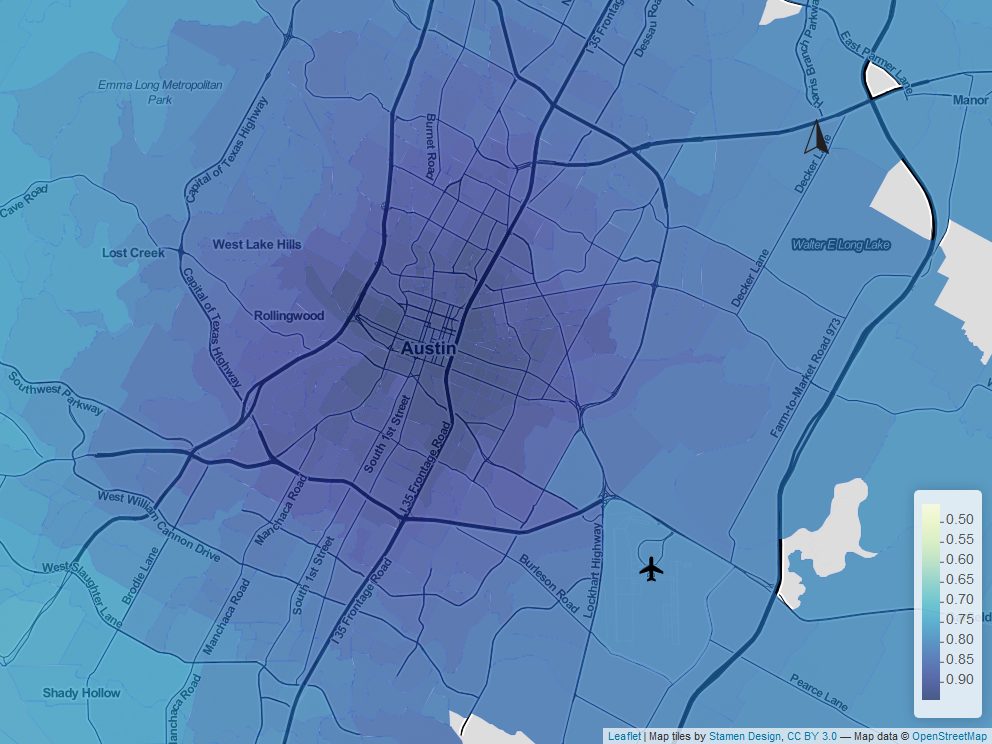 I 35 Frontage
Dessau Road
Harris Branch Parkway
East Parmer Lane
Emma Long Metropolitan
Park
Manor
Capital of Texas Highway
Burnet Road
Decker Lane
Cave Road
Lost Creek
West Lake Hills
Walter E Long Lake
Decker Lane
Capital of Texas Highway
Rollingwood
Austin
Farm-to-Market Road 973
Southwest Parkway
South 1st Street
I 35 Frontage Road
West William Cannon Drive
Manchaca Road
South 1st Street
West Slaughter Lane
Brodie Lane
Manchaca Road
I 35 Frontage Road
Burleson Road
Lockhart Highway
Shady Hollow
Manchaca Road
Pearce Lane
0.50
0.55
0.60
0.65
0.70
0.75
0.80
0.85
0.90
Leaflet | Map tiles by Stamen Design, CC BY 3.0 — Map data © OpenStreetMap